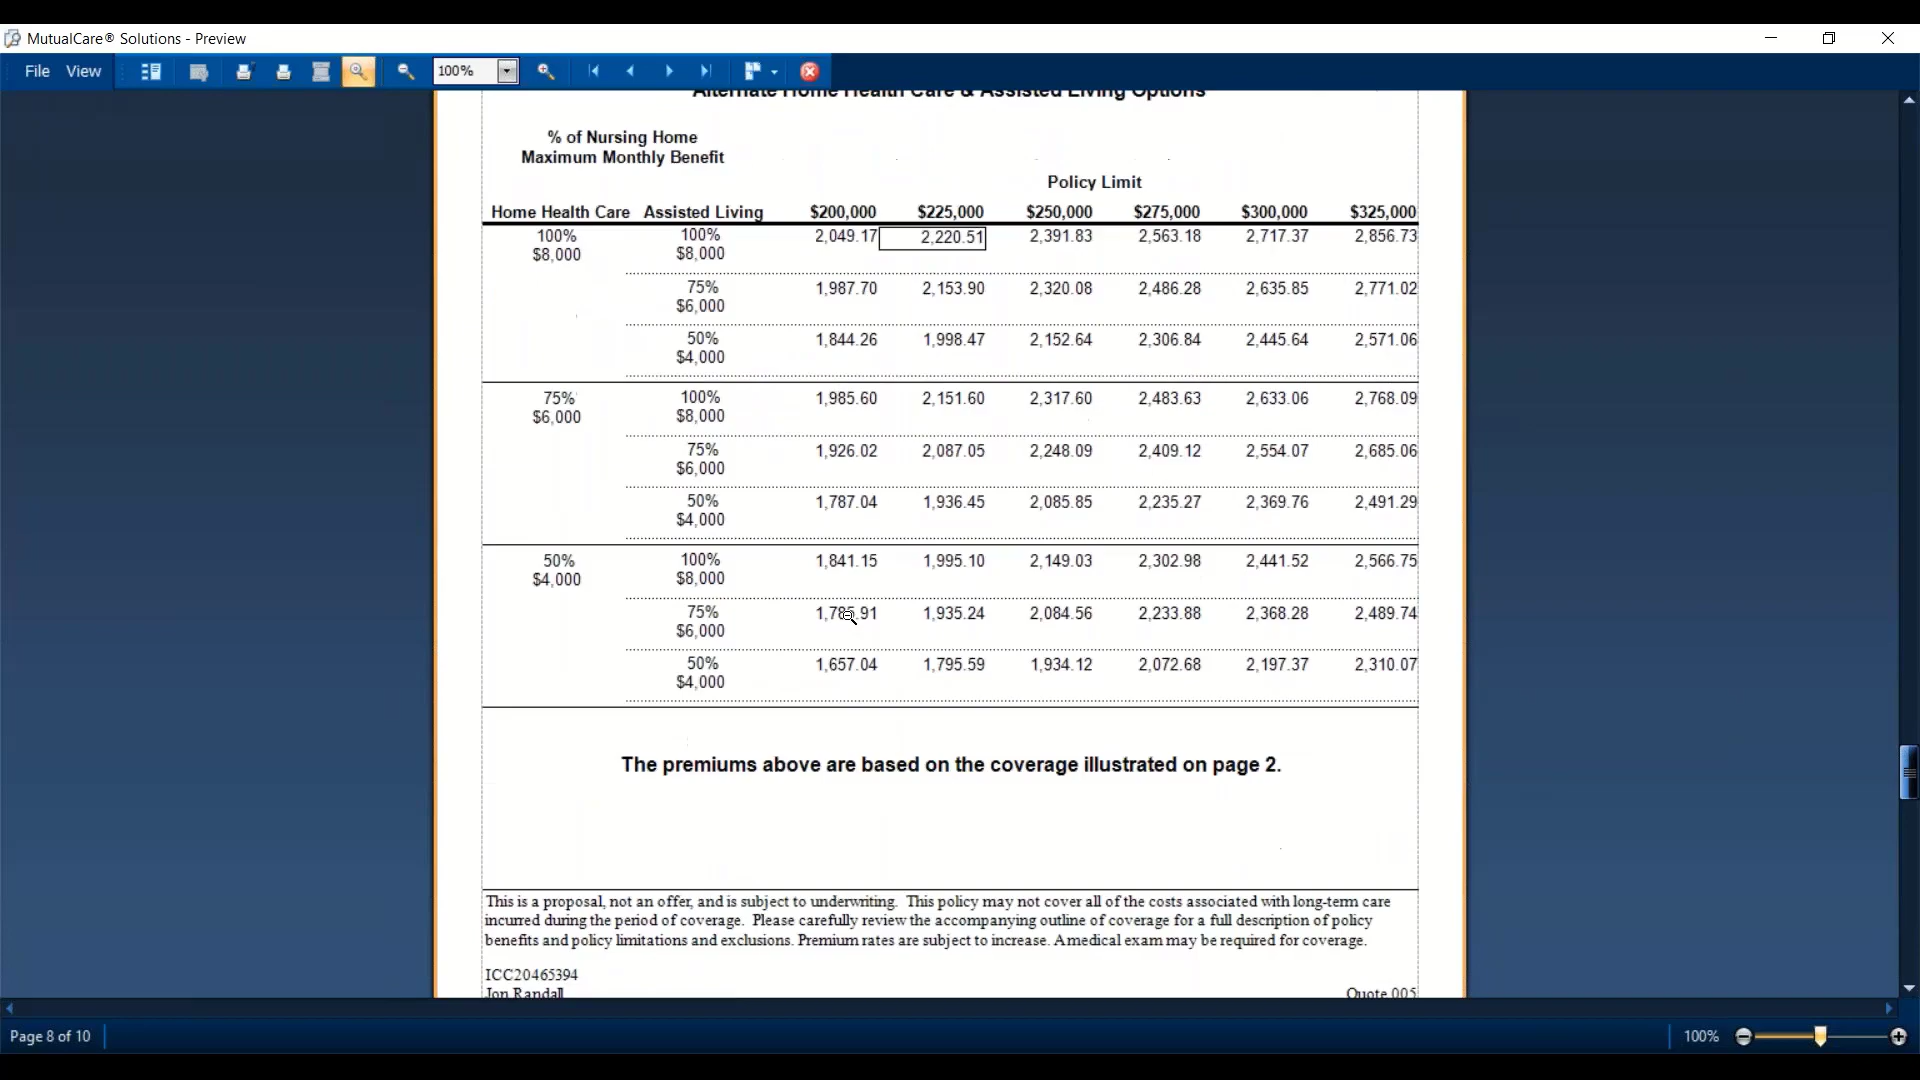 MutualCare® Solutions - Preview
File View 100%
Alternate Home Health Care & Assisted Living Options
% of Nursing Home
Maximum Monthly Benefit
Policy Limit
Home Health Care Assisted Living $200,000 $225,000 $250,000 $275,000 $300,000 $325,000
100% 100% 2,049.17 2,220.51 2,391.83 2,563.18 2,717.37 2,856.73
$8,000 $8,000
75% 1,987.70 2,153.90 2,320.08 2,486.28 2,635.85 2,771.02
$6,000
50% 1,844.26 1,998.47 2,152.64 2,306.84 2,445.64 2,571.06
$4,000
75% 100% 1,985.60 2,151.60 2,317.60 2,483.63 2,633.06 2,768.09
$6,000 $8,000
75% 1,926.02 2,087.05 2,248.09 2,409.12 2,554.07 2,685.06
$6,000
50% 1,787.04 1,936.45 2,085.85 2,235.27 2,369.76 2,491.29
$4,000
50% 100% 1,841.15 1,995.10 2,149.03 2,302.98 2,441.52 2,566.75
$4,000 $8,000
75% 1,785.91 1,935.24 2,084.56 2,233.88 2,368.28 2,489.74
$6,000
50% 1,657.04 1,795.59 1,934.12 2,072.68 2,197.37 2,310.07
$4,000
The premiums above are based on the coverage illustrated on page 2.
This is a proposal, not an offer, and is subject to underwriting. This policy may not cover all of the costs associated with long-term care
incurred during the period of coverage. Please carefully review the accompanying outline of coverage for a full description of policy
benefits and policy limitations and exclusions. Premium rates are subject to increase. A medical exam may be required for coverage.
ICC20465394
Jon Randall Quote 005
Page 8 of 10 100%